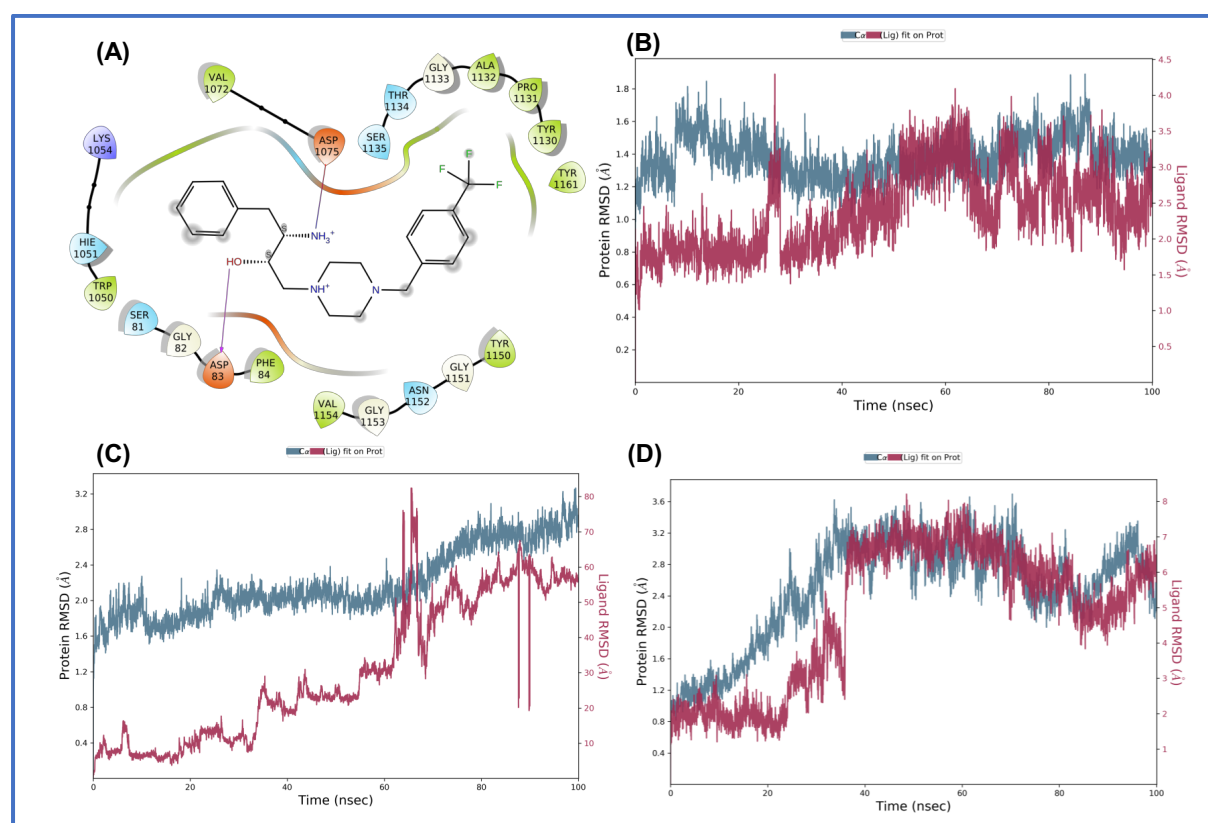 (A)
VAL
1072
LYS
1054
ASP
1075
SER
1135
THR
1134
GLY
1133
ALA
1132
PRO
1131
TYR
1130
TYR
1161
F
F
F
S
NH3+
S
HO
NH+
N
HIE
1051
TRP
1050
SER
81
GLY
82
ASP
83
PHE
84
VAL
1154
GLY
1153
ASN
1152
GLY
1151
TYR
1150
(B)
Cα (Lig) fit on Prot
Protein RMSD (Å)
1.8
1.6
1.4
1.2
1.0
0.8
0.6
0.4
0.2
4.5
4.0
3.5
3.0
2.5
2.0
1.5
1.0
0.5
Ligand RMSD (Å)
0 20 40 60 80 100
Time (nsec)
(C)
Cα (Lig) fit on Prot
Protein RMSD (Å)
3.2
2.8
2.4
2.0
1.6
1.2
0.8
0.4
80
70
60
50
40
30
20
10
Ligand RMSD (Å)
0 20 40 60 80 100
Time (nsec)
(D)
Cα (Lig) fit on Prot
Protein RMSD (Å)
3.6
3.2
2.8
2.4
2.0
1.6
1.2
0.8
0.4
8
7
6
5
4
3
2
1
Ligand RMSD (Å)
0 20 40 60 80 100
Time (nsec)